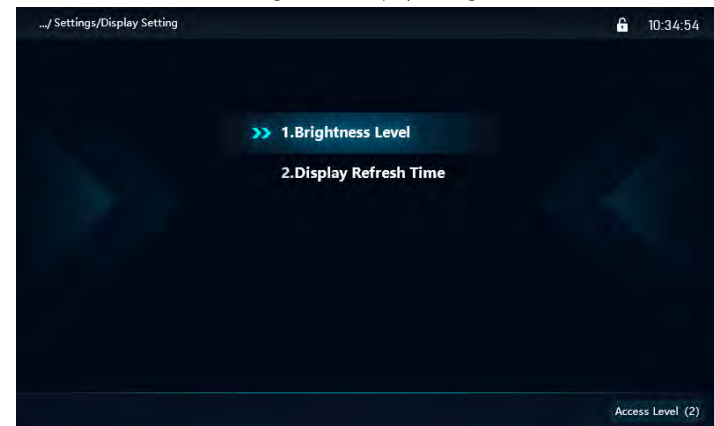 .../ Settings/Display Setting
10:34:54
1.Brightness Level
2.Display Refresh Time
Access Level (2)